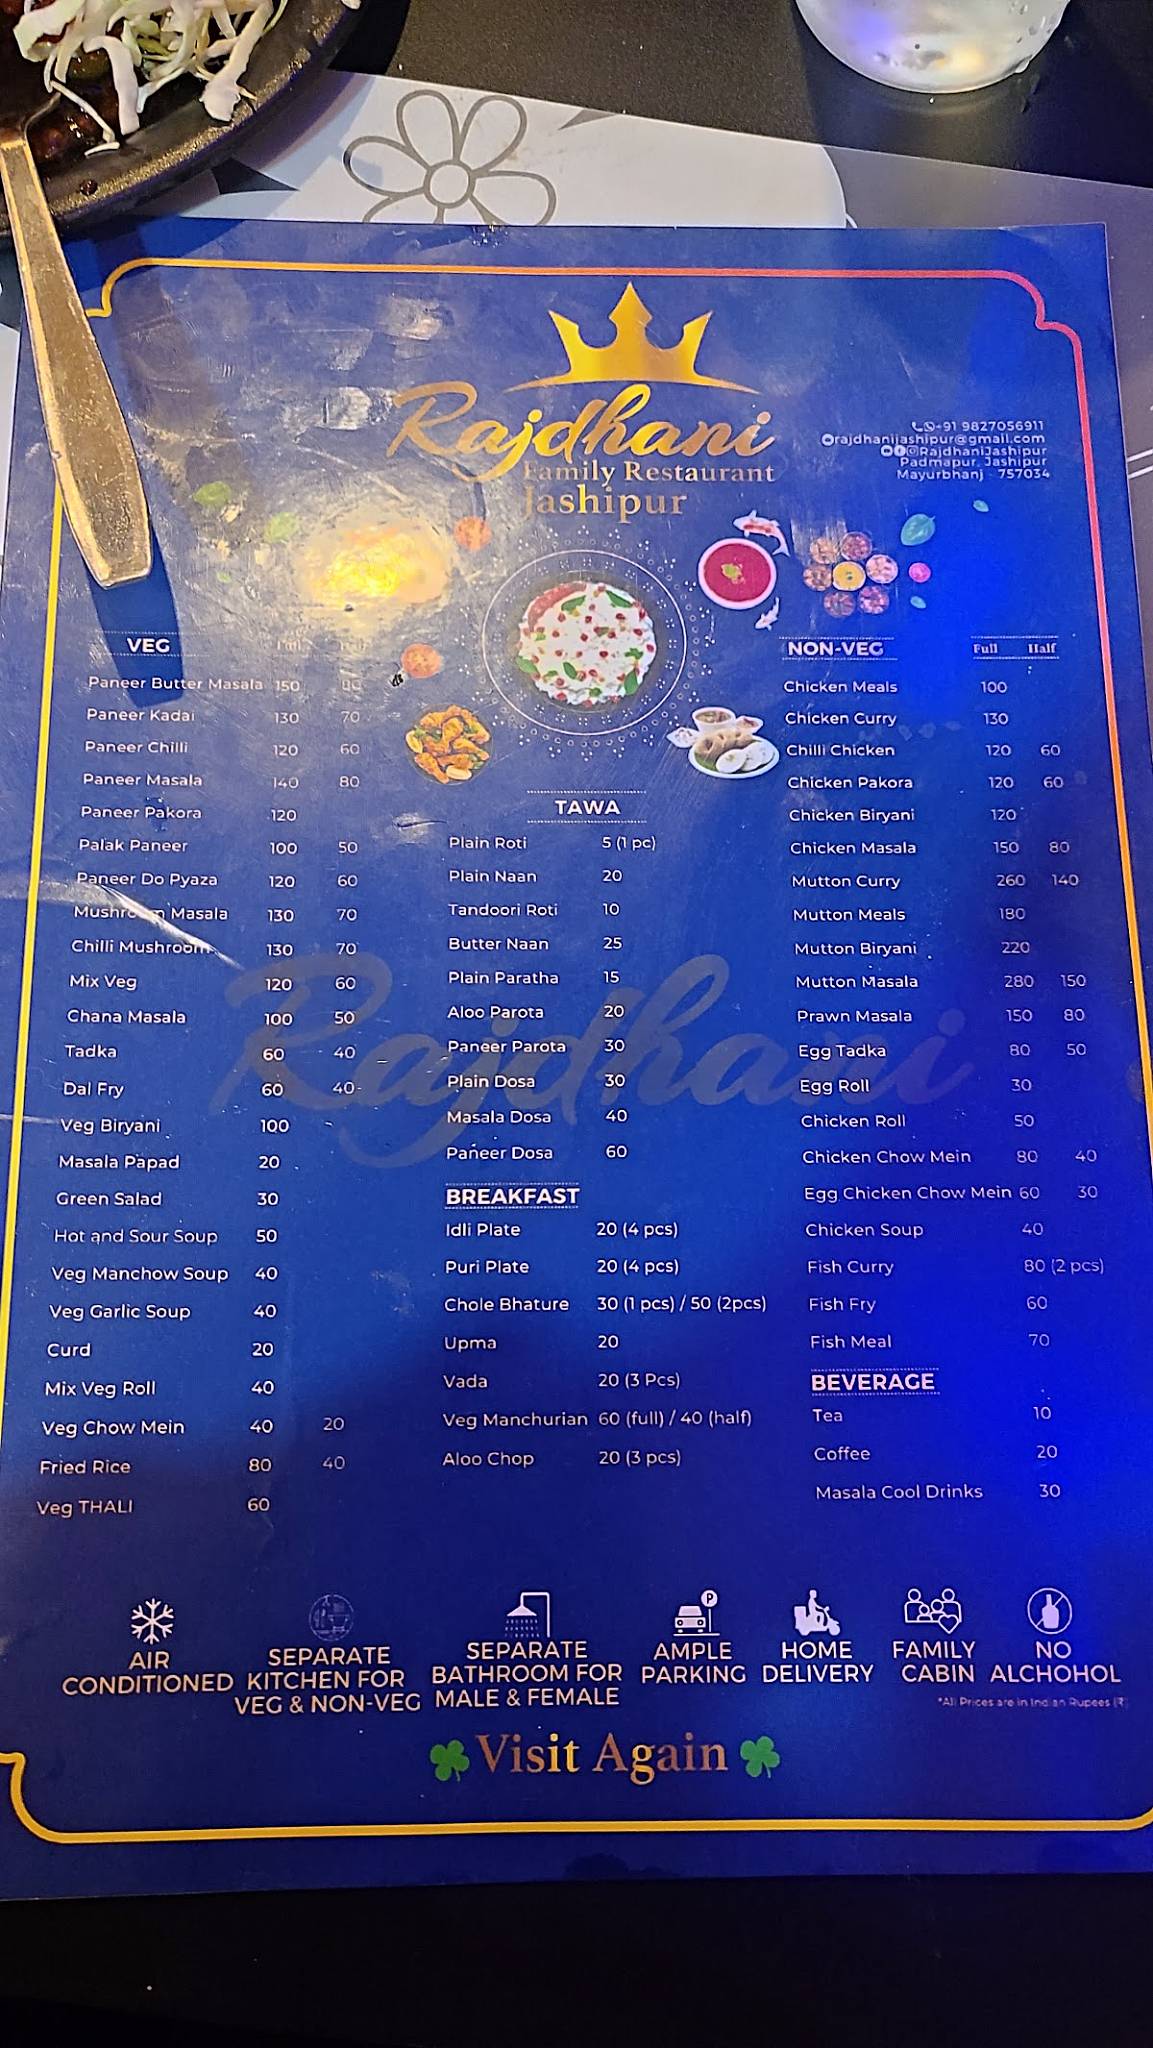 Rajdhani
Family Restaurant
Jashipur
+91 9827056911
rajdhanijashipur@gmail.com
RajdhaniJashipur
Padmapur, Jashipur
Mayurbhanj - 757034
VEG Full Half
Paneer Butter Masala 150
Paneer Kadai 130 70
Paneer Chilli 120 60
Paneer Masala 140 80
Paneer Pakora 120
Palak Paneer 100 50
Paneer Do Pyaza 120 60
Mushroom Masala 130 70
Chilli Mushroom 130 70
Mix Veg 120 60
Chana Masala 100 50
Tadka 60 40
Dal Fry 60 40
Veg Biryani 100
Masala Papad 20
Green Salad 30
Hot and Sour Soup 50
Veg Manchow Soup 40
Veg Garlic Soup 40
Curd 20
Mix Veg Roll 40
Veg Chow Mein 40 20
Fried Rice 80 40
Veg THALI 60
TAWA
Plain Roti 5 (1 pc)
Plain Naan 20
Tandoori Roti 10
Butter Naan 25
Plain Paratha 15
Aloo Parota 20
Paneer Parota 30
Plain Dosa 30
Masala Dosa 40
Paneer Dosa 60
BREAKFAST
Idli Plate 20 (4 pcs)
Puri Plate 20 (4 pcs)
Chole Bhature 30 (1 pcs) / 50 (2pcs)
Upma 20
Vada 20 (3 Pcs)
Veg Manchurian 60 (full) / 40 (half)
Aloo Chop 20 (3 pcs)
NON-VEG Full Half
Chicken Meals 100
Chicken Curry 130
Chilli Chicken 120 60
Chicken Pakora 120 60
Chicken Biryani 120
Chicken Masala 150 80
Mutton Curry 260 140
Mutton Meals 180
Mutton Biryani 220
Mutton Masala 280 150
Prawn Masala 150 80
Egg Tadka 80 50
Egg Roll 30
Chicken Roll 50
Chicken Chow Mein 80 40
Egg Chicken Chow Mein 60 30
Chicken Soup 40
Fish Curry 80 (2 pcs)
Fish Fry 60
Fish Meal 70
BEVERAGE
Tea 10
Coffee 20
Masala Cool Drinks 30
Rajdhani
AIR
CONDITIONED
SEPARATE
KITCHEN FOR
VEG & NON-VEG
SEPARATE
BATHROOM FOR
MALE & FEMALE
P
AMPLE
PARKING
HOME
DELIVERY
FAMILY
CABIN
NO
ALCHOHOL
*All Prices are in Indian Rupees (₹)
Visit Again